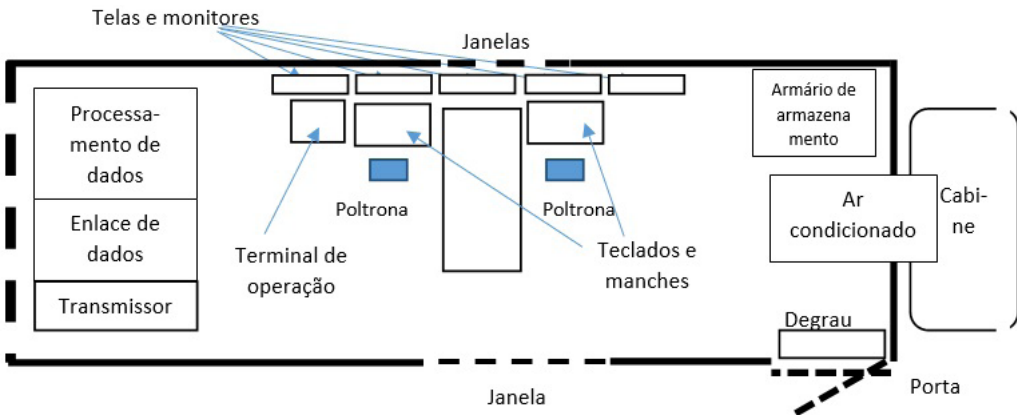 Telas e monitores
Janelas
Processa-
mento de
dados
Armário de
armazena
mento
Enlace de
dados
Poltrona
Poltrona
Ar
condicionado
Cabi-
ne
Terminal de
operação
Teclados e
manches
Transmissor
Degrau
Janela
Porta